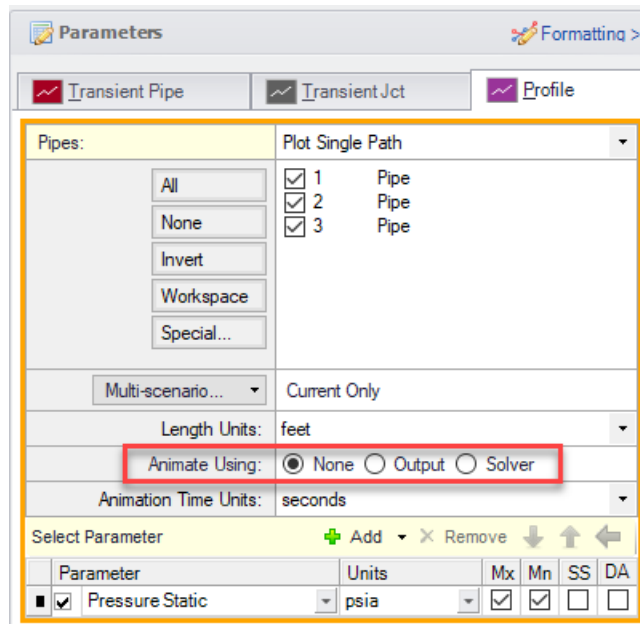 Parameters
Formatting >
Transient Pipe
Transient Jct
Profile
Pipes:
Plot Single Path
All
None
Invert
Workspace
Special...
1 Pipe
2 Pipe
3 Pipe
Multi-scenario...
Current Only
Length Units:
feet
Animate Using:
None Output Solver
Animation Time Units:
seconds
Select Parameter
Add Remove
Parameter Units Mx Mn SS DA
Pressure Static psia